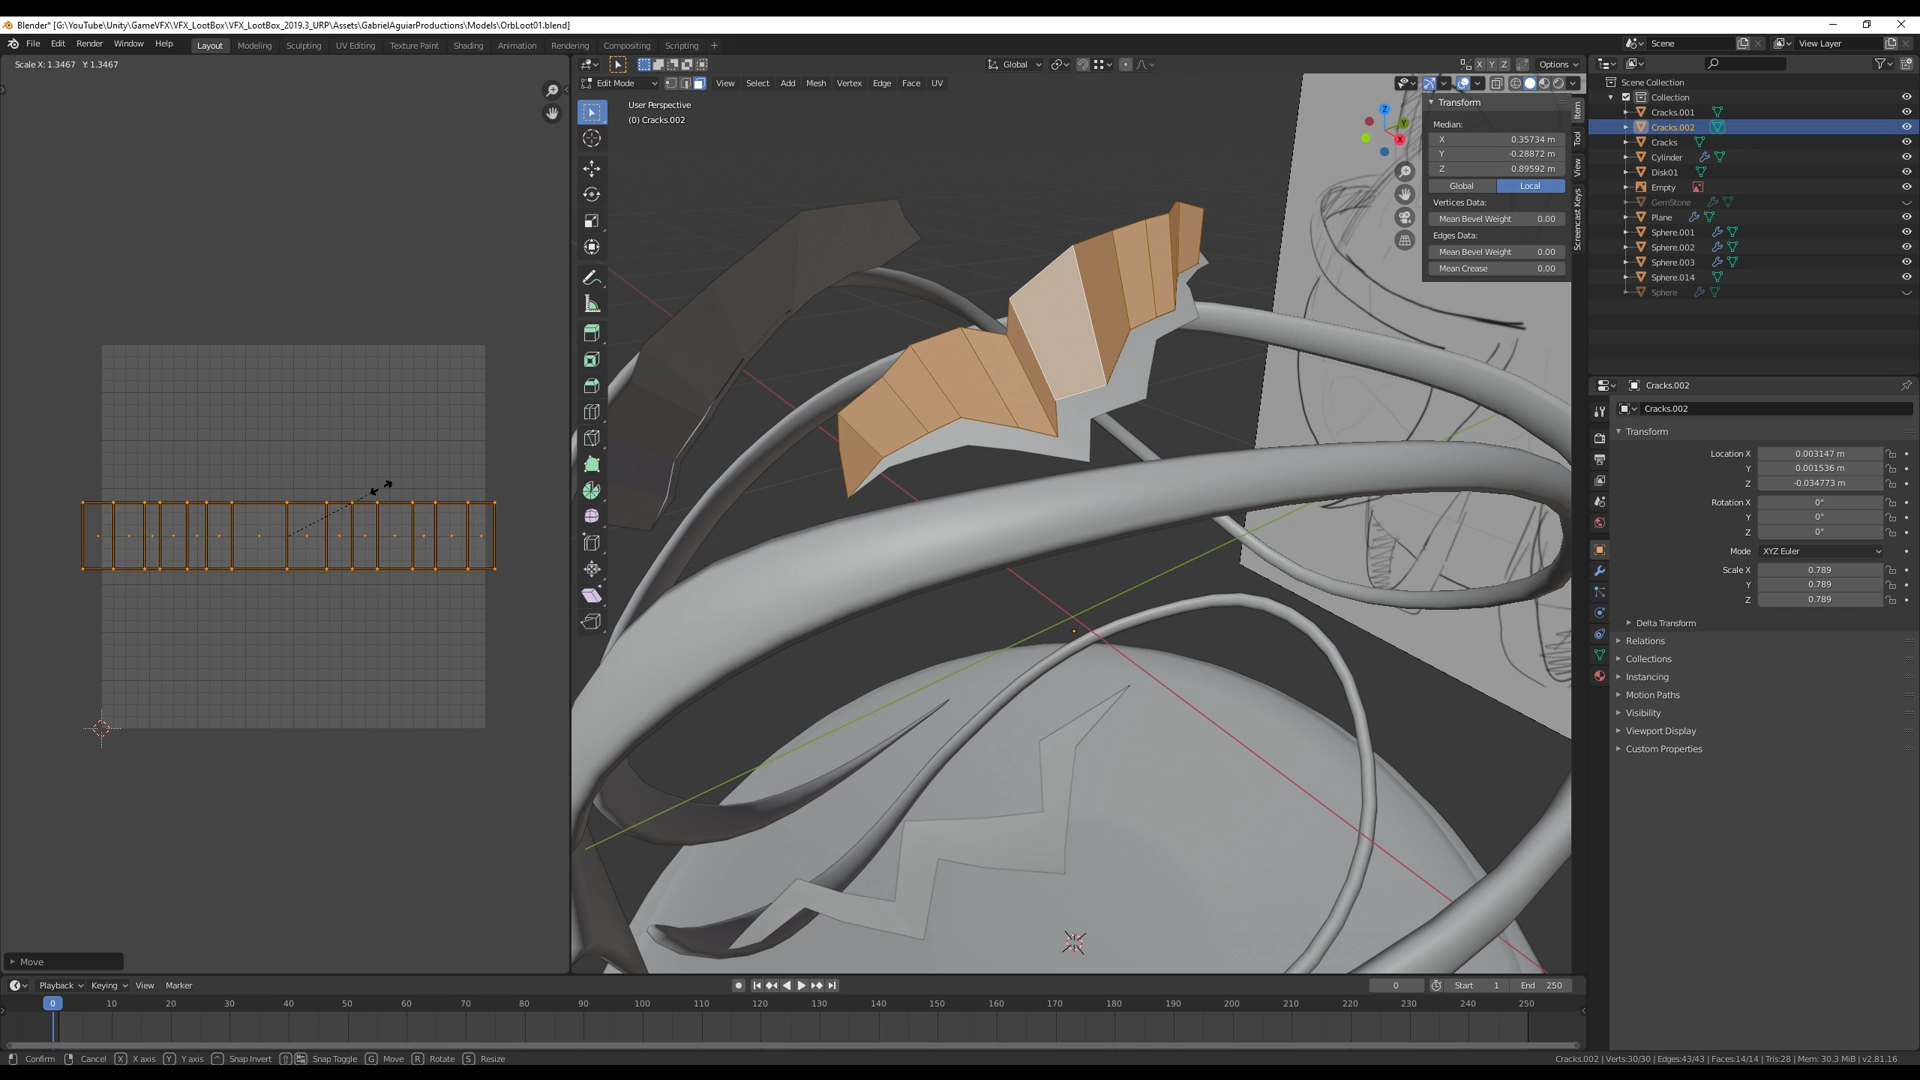 Blender* [G:\YouTube\Unity\GameVFX\VFX_LootBox\VFX_LootBox_2019.3_URP\Assets\GabrielAguiarProductions\Models\OrbLoot01.blend]
File Edit Render Window Help Layout Modeling Sculpting UV Editing Texture Paint Shading Animation Rendering Compositing Scripting + Scene View Layer
Scale X: 1.3467 Y: 1.3467
Global X Y Z Options
Edit Mode View Select Add Mesh Vertex Edge Face UV
User Perspective
(0) Cracks.002
Transform
Median:
X 0.35734 m
Y -0.28872 m
Z 0.89592 m
Global Local
Vertices Data:
Mean Bevel Weight 0.00
Edges Data:
Mean Bevel Weight 0.00
Mean Crease 0.00
Item
Tool
View
Screencast Keys
Z
Y
X
Scene Collection
Collection
Cracks.001
Cracks.002
Cracks
Cylinder
Disk01
Empty
GemStone
Plane
Sphere.001
Sphere.002
Sphere.003
Sphere.014
Sphere
Cracks.002
Cracks.002
Transform
Location X 0.003147 m
Y 0.001536 m
Z -0.034773 m
Rotation X 0°
Y 0°
Z 0°
Mode XYZ Euler
Scale X 0.789
Y 0.789
Z 0.789
Delta Transform
Relations
Collections
Instancing
Motion Paths
Visibility
Viewport Display
Custom Properties
Move
Playback Keying View Marker 0 Start 1 End 250
0 10 20 30 40 50 60 70 80 90 100 110 120 130 140 150 160 170 180 190 200 210 220 230 240 250
Confirm Cancel X X axis Y Y axis ^ Snap Invert Snap Toggle G Move R Rotate S Resize
Cracks.002 | Verts:30/30 | Edges:43/43 | Faces:14/14 | Tris:28 | Mem: 30.3 MiB | v2.81.16